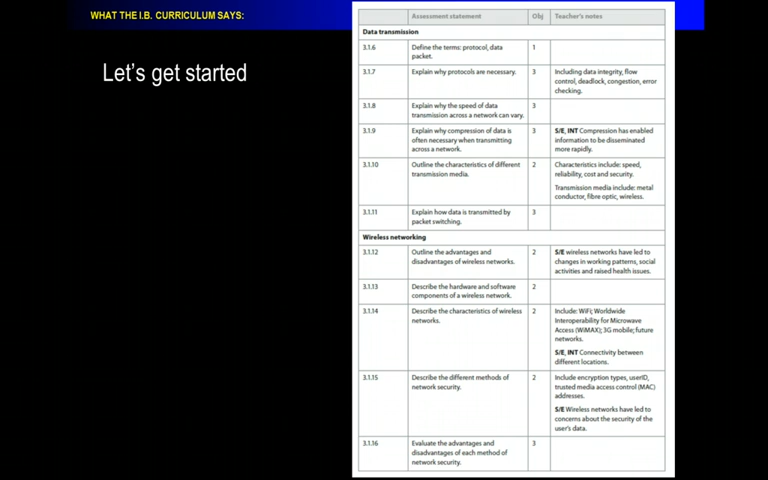 WHAT THE I.B. CURRICULUM SAYS:
Let's get started
Assessment statement Obj Teacher's notes
Data transmission
3.1.6 Define the terms: protocol, data 1
packet.
3.1.7 Explain why protocols are necessary. 3 Including data integrity, flow
control, deadlock, congestion, error
checking.
3.1.8 Explain why the speed of data 3
transmission across a network can vary.
3.1.9 Explain why compression of data is 3 S/E, INT Compression has enabled
often necessary when transmitting information to be disseminated
across a network. more rapidly.
3.1.10 Outline the characteristics of different 2 Characteristics include: speed,
transmission media. reliability, cost and security.
Transmission media include: metal
conductor, fibre optic, wireless.
3.1.11 Explain how data is transmitted by 3
packet switching.
Wireless networking
3.1.12 Outline the advantages and 2 S/E wireless networks have led to
disadvantages of wireless networks. changes in working patterns, social
activities and raised health issues.
3.1.13 Describe the hardware and software 2
components of a wireless network.
3.1.14 Describe the characteristics of wireless 2 Include: WiFi; Worldwide
networks. Interoperability for Microwave
Access (WiMAX); 3G mobile; future
networks.
S/E, INT Connectivity between
different locations.
3.1.15 Describe the different methods of 2 Include encryption types, userID,
network security. trusted media access control (MAC)
addresses.
S/E Wireless networks have led to
concerns about the security of the
user's data.
3.1.16 Evaluate the advantages and 3
disadvantages of each method of
network security.